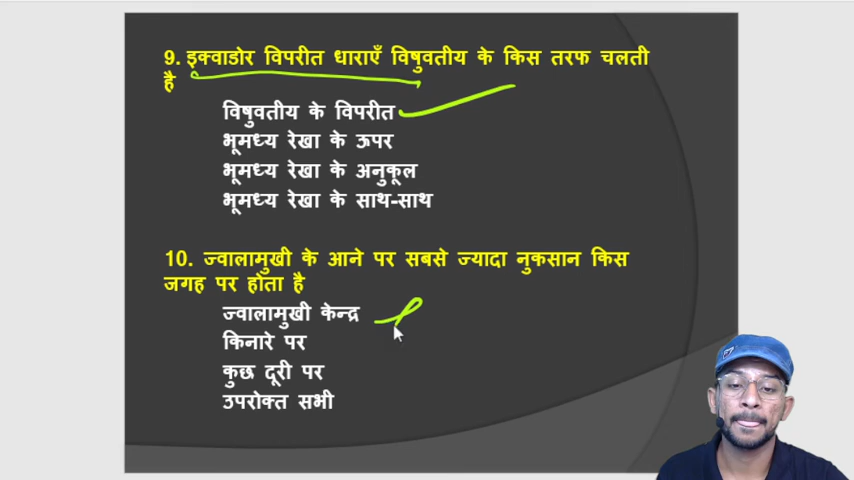 9. इक्वाडोर विपरीत धाराएँ विषुवतीय के किस तरफ चलती
है
विषुवतीय के विपरीत
भूमध्य रेखा के ऊपर
भूमध्य रेखा के अनुकूल
भूमध्य रेखा के साथ-साथ
10. ज्वालामुखी के आने पर सबसे ज्यादा नुकसान किस
जगह पर होता है
ज्वालामुखी केन्द्र
किनारे पर
कुछ दूरी पर
उपरोक्त सभी